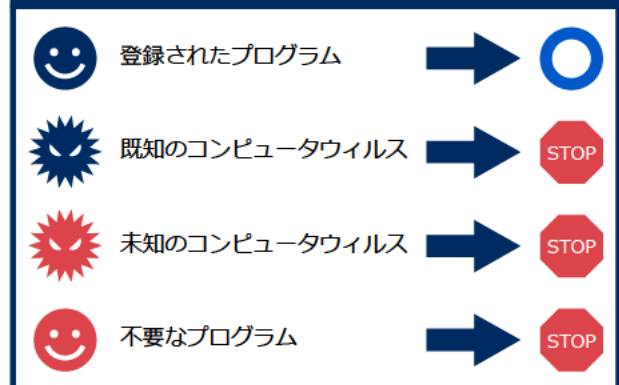 登録されたプログラム
既知のコンピュータウィルス
STOP
未知のコンピュータウィルス
STOP
不要なプログラム
STOP